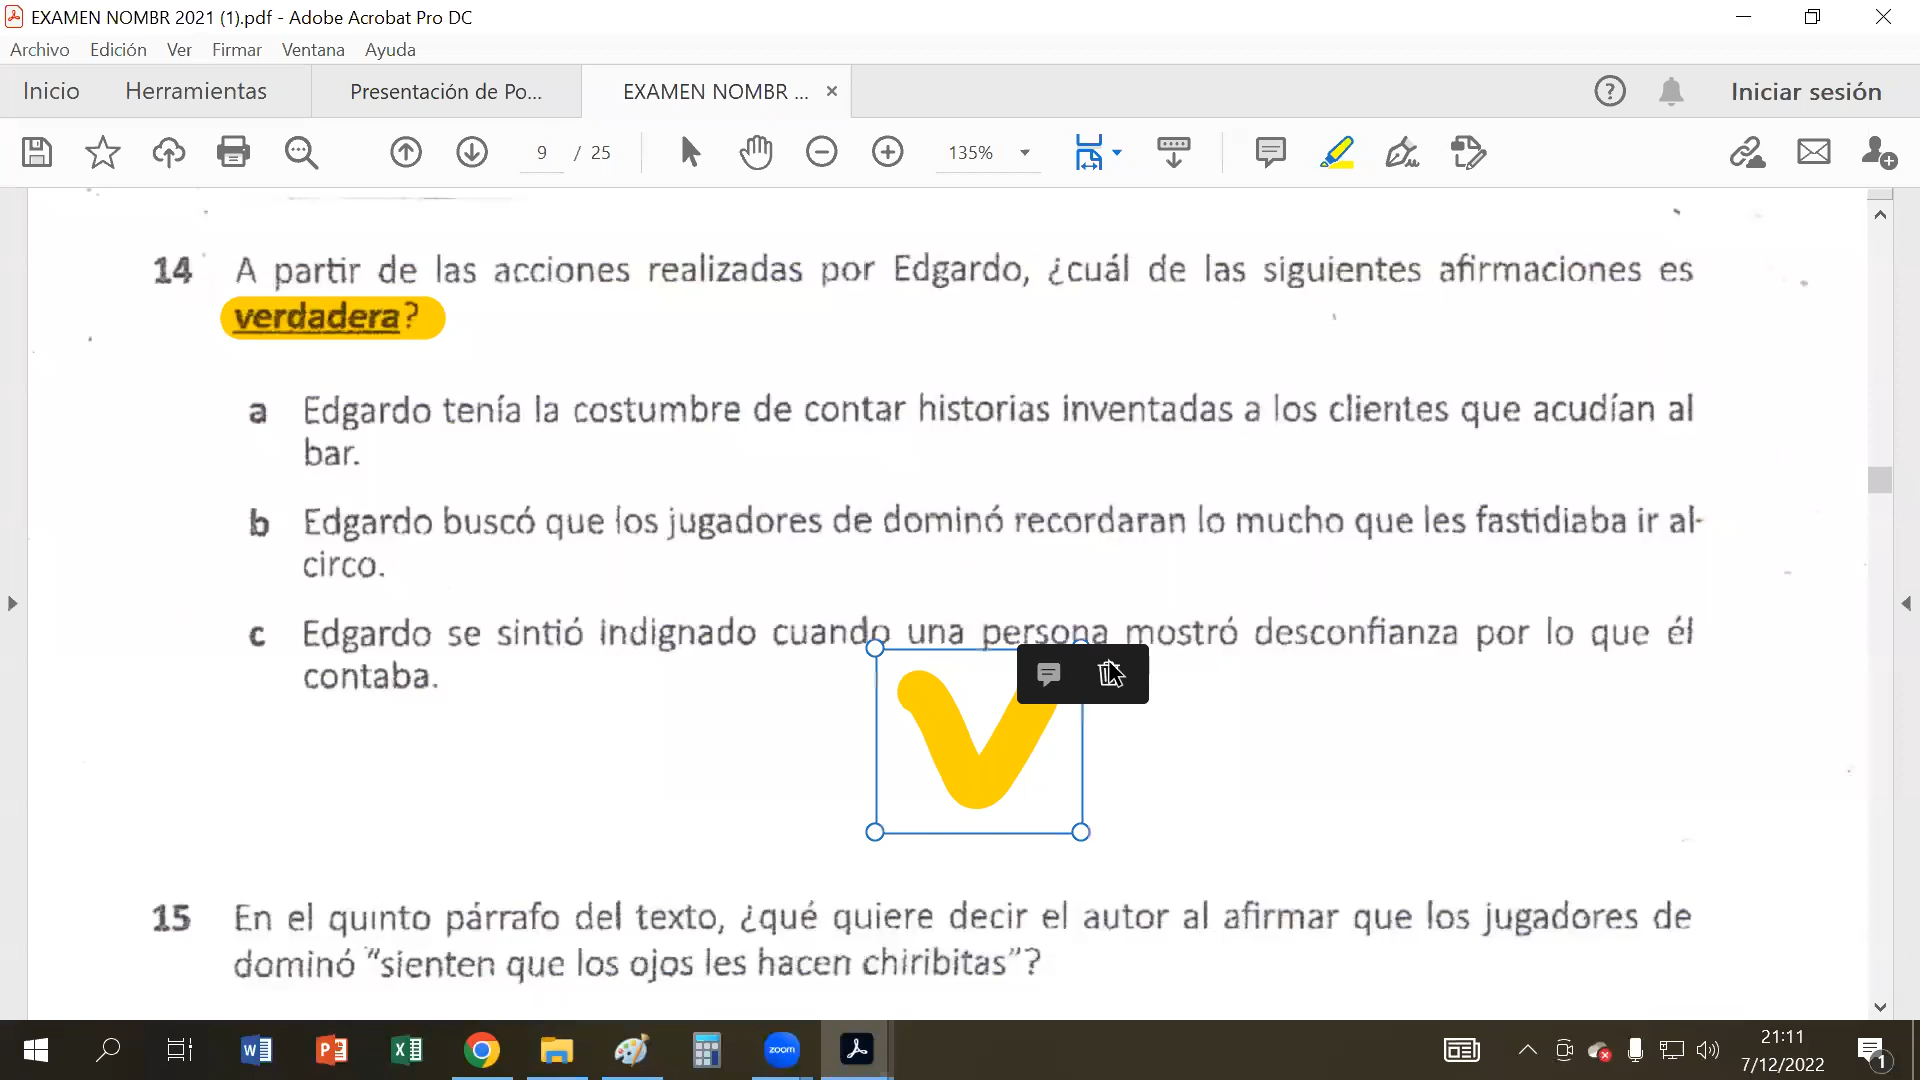 EXAMEN NOMBR 2021 (1).pdf - Adobe Acrobat Pro DC
Archivo Edición Ver Firmar Ventana Ayuda
Inicio Herramientas Presentación de Po... EXAMEN NOMBR ... × Iniciar sesión
9 / 25 135%
14 A partir de las acciones realizadas por Edgardo, ¿cuál de las siguientes afirmaciones es
verdadera?
a Edgardo tenía la costumbre de contar historias inventadas a los clientes que acudían al
bar.
b Edgardo buscó que los jugadores de dominó recordaran lo mucho que les fastidiaba ir al
circo.
c Edgardo se sintió indignado cuando una persona mostró desconfianza por lo que él
contaba.
V
15 En el quinto párrafo del texto, ¿qué quiere decir el autor al afirmar que los jugadores de
dominó "sienten que los ojos les hacen chiribitas"?
zoom
21:11
7/12/2022
1